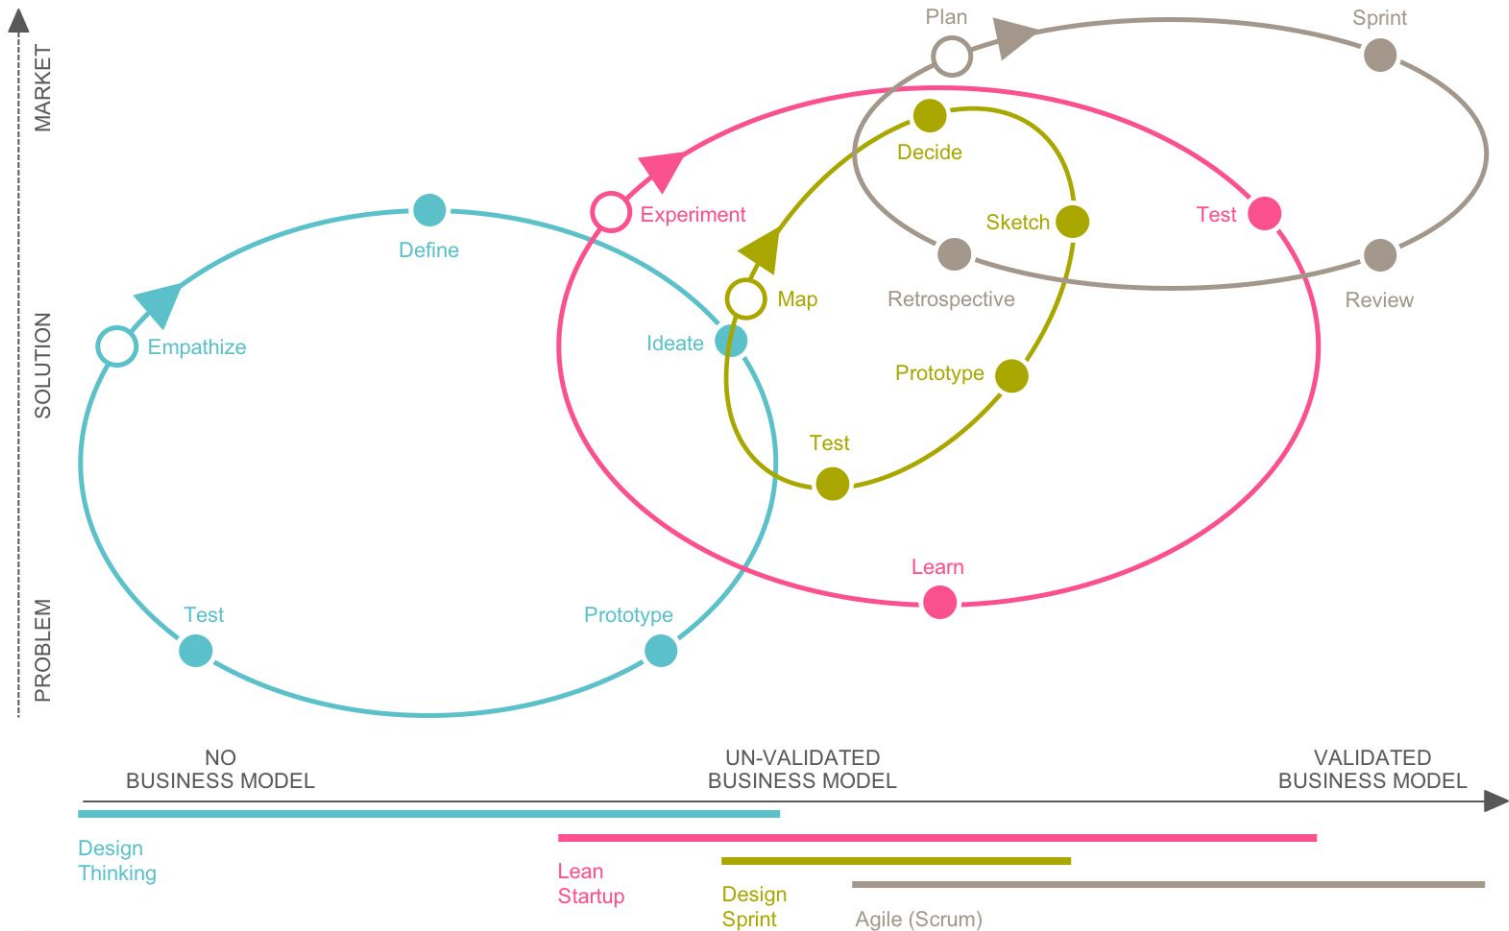 Plan
Sprint
MARKET
Decide
Experiment
Sketch
Test
Define
Map
Retrospective
Review
Empathize
Ideate
SOLUTION
Prototype
Test
Learn
Test
Prototype
PROBLEM
NO
BUSINESS MODEL
UN-VALIDATED
BUSINESS MODEL
VALIDATED
BUSINESS MODEL
Design
Thinking
Lean
Startup
Design
Sprint
Agile (Scrum)